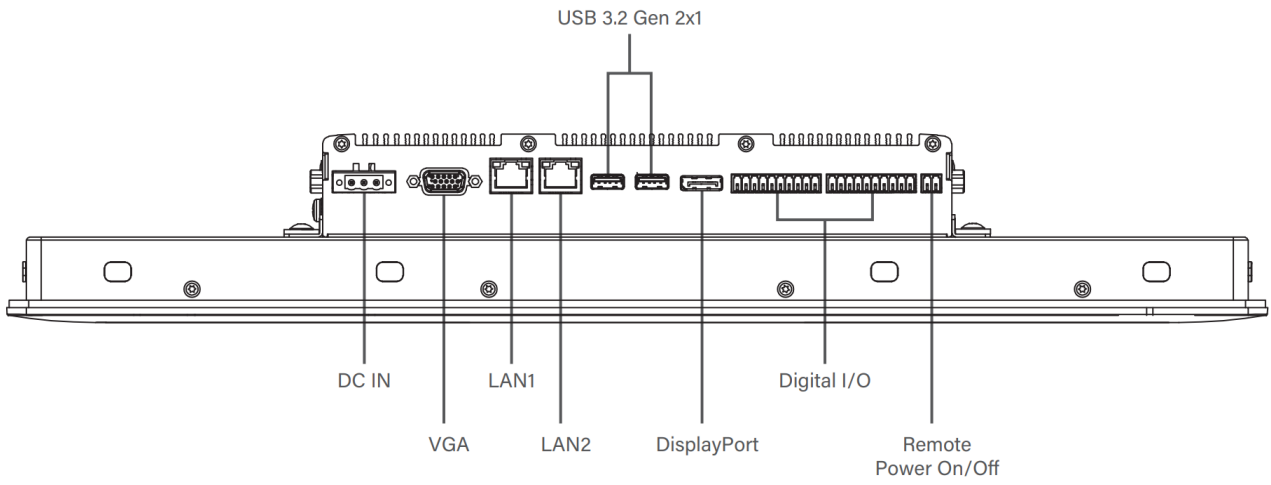 USB 3.2 Gen 2x1
DC IN
LAN1
Digital I/O
VGA
LAN2
DisplayPort
Remote
Power On/Off